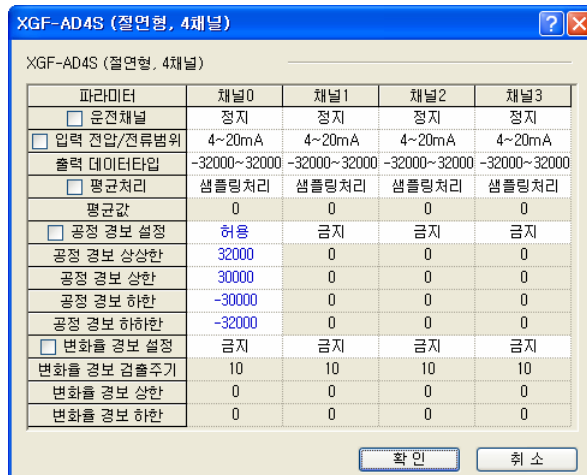 XGF-AD4S (절연형, 4채널)
XGF-AD4S (절연형, 4채널)
파라미터 채널0 채널1 채널2 채널3
운전채널 정지 정지 정지 정지
입력 전압/전류범위 4~20mA 4~20mA 4~20mA 4~20mA
출력 데이터타입 -32000~32000 -32000~32000 -32000~32000 -32000~32000
평균처리 샘플링처리 샘플링처리 샘플링처리 샘플링처리
평균값 0 0 0 0
공정 경보 설정 허용 금지 금지 금지
공정 경보 상상한 32000 0 0 0
공정 경보 상한 30000 0 0 0
공정 경보 하한 -30000 0 0 0
공정 경보 하하한 -32000 0 0 0
변화율 경보 설정 금지 금지 금지 금지
변화율 경보 검출주기 10 10 10 10
변화율 경보 상한 0 0 0 0
변화율 경보 하한 0 0 0 0
확인 취소